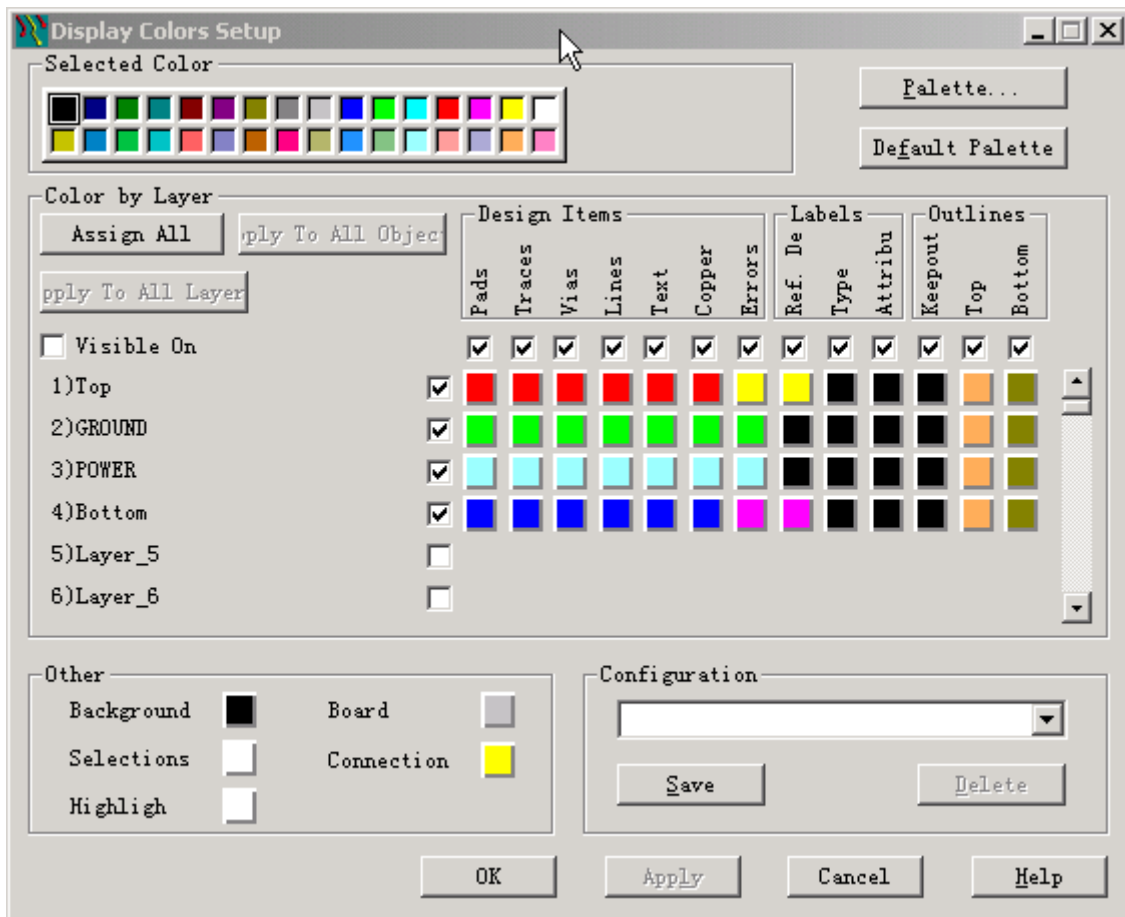 Display Colors Setup
Selected Color
Palette...
Default Palette
Color by Layer
Assign All
ply To All Objec
pply To All Layer
Design Items
Labels
Outlines
Pads
Traces
Vias
Lines
Text
Copper
Errors
Ref. De
Type
Attribu
Keepout
Top
Bottom
Visible On
1)Top
2)GROUND
3)POWER
4)Bottom
5)Layer_5
6)Layer_6
Other
Background
Board
Selections
Connection
Highligh
Configuration
Save
Delete
OK
Apply
Cancel
Help